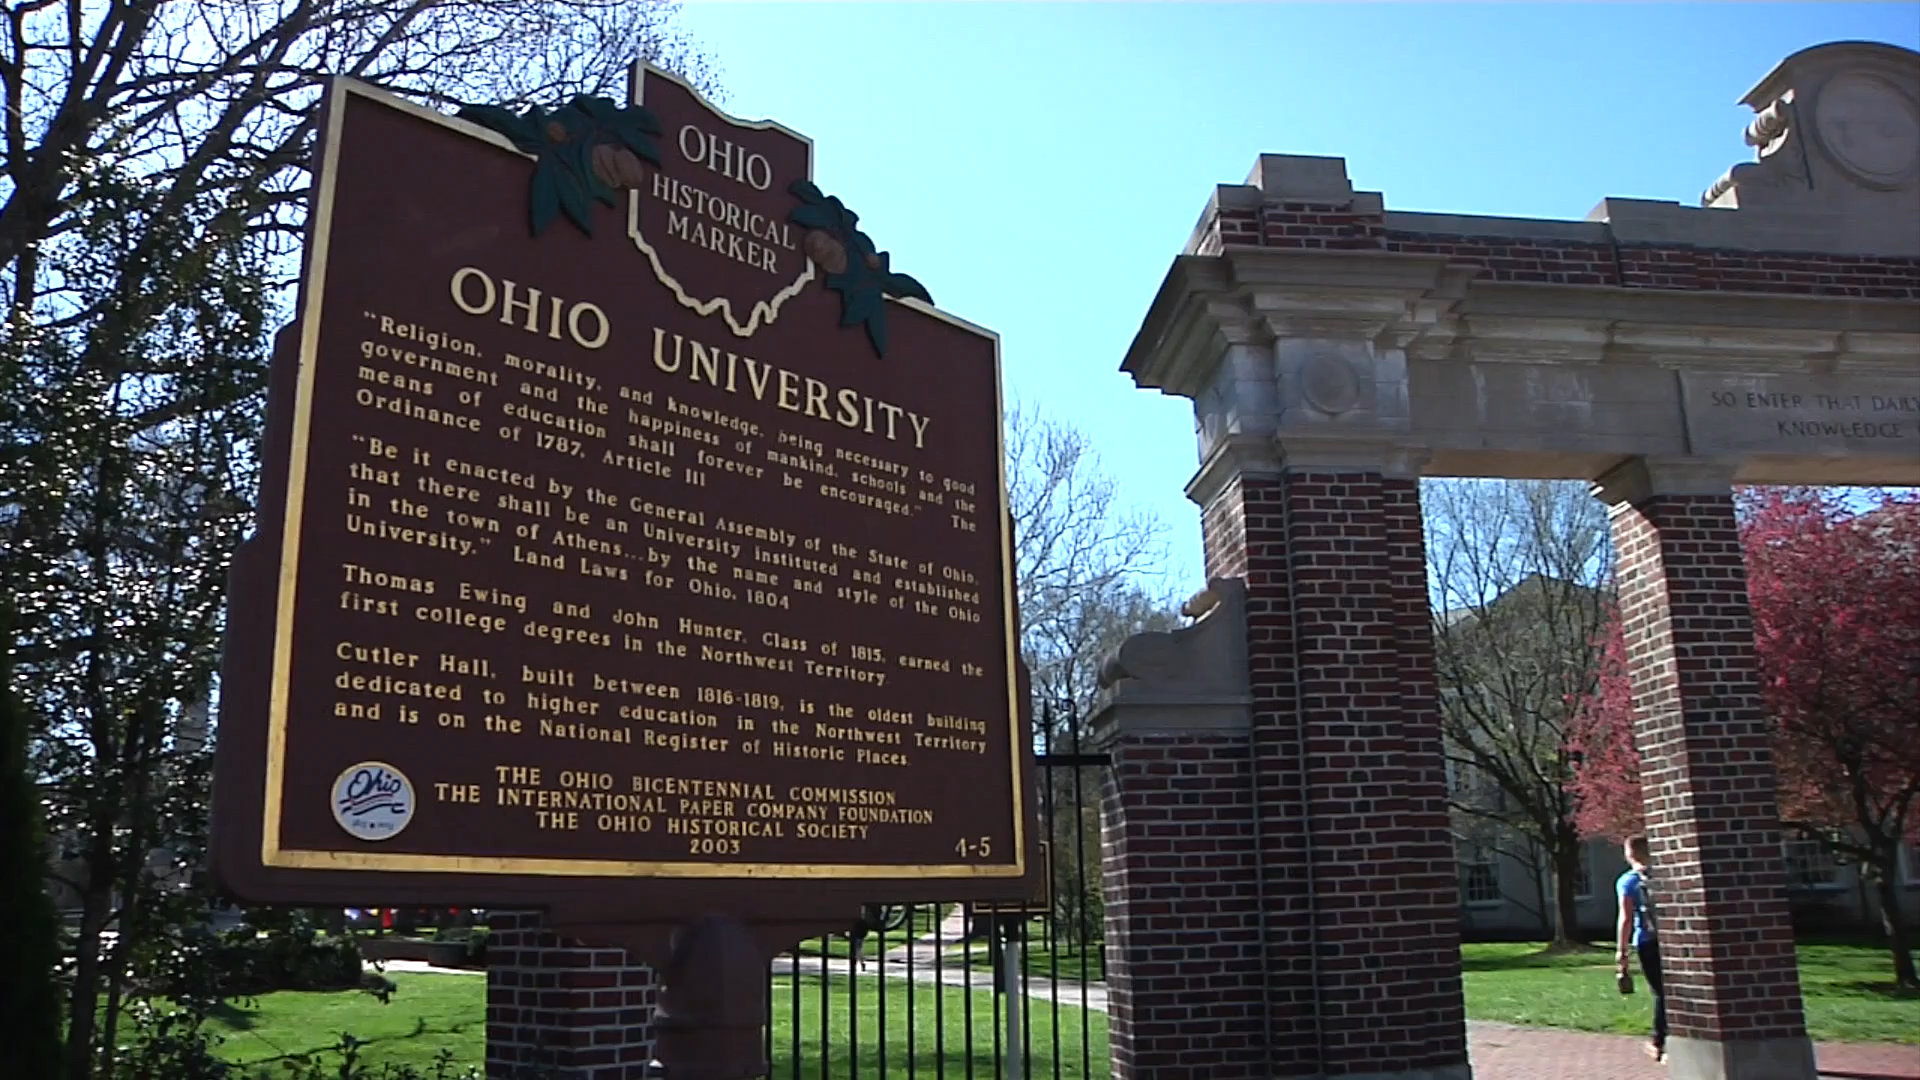 OHIO
HISTORICAL
MARKER
OHIO UNIVERSITY
"Religion, morality, and knowledge, being necessary to good
government and the happiness of mankind, schools and the
means of education shall forever be encouraged." The
Ordinance of 1787, Article III
"Be it enacted by the General Assembly of the State of Ohio,
that there shall be an University instituted and established
in the town of Athens...by the name and style of the Ohio
University." Land Laws for Ohio, 1804
Thomas Ewing and John Hunter, Class of 1815, earned the
first college degrees in the Northwest Territory.
Cutler Hall, built between 1816-1819, is the oldest building
dedicated to higher education in the Northwest Territory
and is on the National Register of Historic Places.
Ohio
THE OHIO BICENTENNIAL COMMISSION
THE INTERNATIONAL PAPER COMPANY FOUNDATION
THE OHIO HISTORICAL SOCIETY
2003
4-5
SO ENTER THAT DAILY
KNOWLEDGE